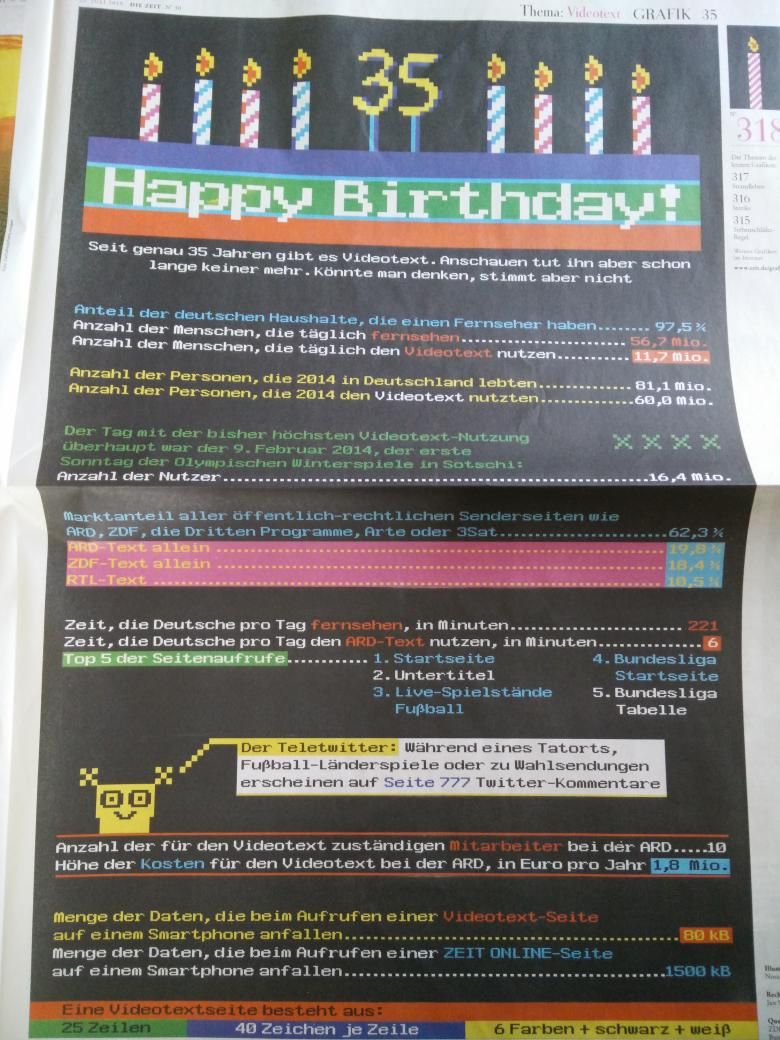 DIE ZEIT N° 30
Thema: Videotext GRAFIK 35
35
Happy Birthday!
Seit genau 35 Jahren gibt es Videotext. Anschauen tut ihn aber schon
lange keiner mehr. Könnte man denken, stimmt aber nicht
Anteil der deutschen Haushalte, die einen Fernseher haben....... 97,5 %
Anzahl der Menschen, die täglich fernsehen....................... 56,7 Mio.
Anzahl der Menschen, die täglich den Videotext nutzen.......... 11,7 Mio.
Anzahl der Personen, die 2014 in Deutschland lebten............. 81,1 Mio.
Anzahl der Personen, die 2014 den Videotext nutzten.............60,0 Mio.
Der Tag mit der bisher höchsten Videotext-Nutzung
überhaupt war der 9. Februar 2014, der erste
Sonntag der Olympischen Winterspiele in Sotschi:
Anzahl der Nutzer.....................................................16,4 Mio.
Marktanteil aller öffentlich-rechtlichen Senderseiten wie
ARD, ZDF, die Dritten Programme, Arte oder 3Sat.....................62,3 %
ARD-Text allein .......................................................19,8 %
ZDF-Text allein .......................................................18,4 %
RTL-Text ...............................................................10,5 %
Zeit, die Deutsche pro Tag fernsehen, in Minuten..................... 221
Zeit, die Deutsche pro Tag den ARD-Text nutzen, in Minuten............. 6
Top 5 der Seitenaufrufe.......... 1. Startseite
2. Untertitel
3. Live-Spielstände
Fußball
4. Bundesliga
Startseite
5. Bundesliga
Tabelle
Der Teletwitter: Während eines Tatorts,
Fußball-Länderspiele oder zu Wahlsendungen
erscheinen auf Seite 777 Twitter-Kommentare
Anzahl der für den Videotext zuständigen Mitarbeiter bei der ARD.....10
Höhe der Kosten für den Videotext bei der ARD, in Euro pro Jahr 1,8 Mio.
Menge der Daten, die beim Aufrufen einer Videotext-Seite
auf einem Smartphone anfallen.........................................80 kB
Menge der Daten, die beim Aufrufen einer ZEIT ONLINE-Seite
auf einem Smartphone anfallen.......................................1500 kB
Eine Videotextseite besteht aus:
25 Zeilen 40 Zeichen je Zeile 6 Farben + schwarz + weiß
N°
318
Die Themen der
letzten Grafiken:
317
Strandleben
316
315